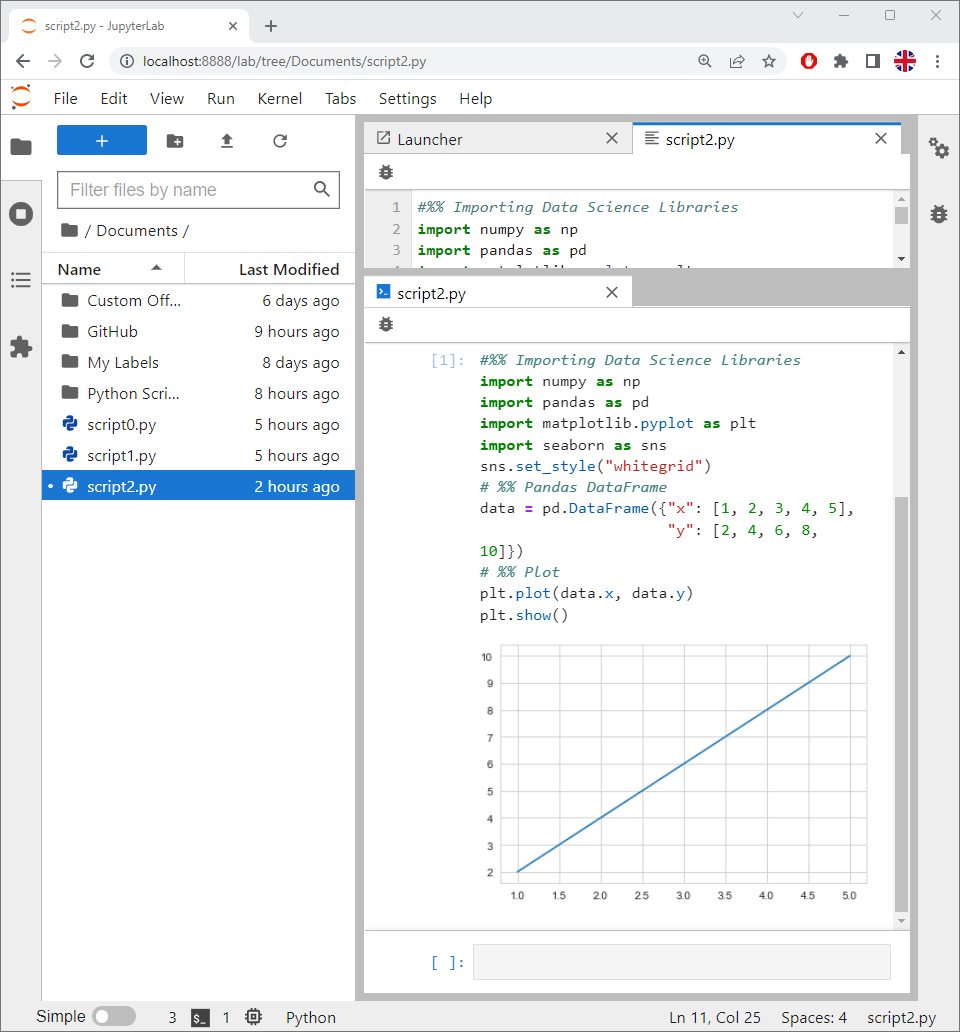 script2.py - JupyterLab
localhost:8888/lab/tree/Documents/script2.py
File Edit View Run Kernel Tabs Settings Help
+
Filter files by name
/ Documents /
Name Last Modified
Custom Off... 6 days ago
GitHub 9 hours ago
My Labels 8 days ago
Python Scri... 8 hours ago
script0.py 5 hours ago
script1.py 5 hours ago
script2.py 2 hours ago
Launcher script2.py
1 #%% Importing Data Science Libraries
2 import numpy as np
3 import pandas as pd
script2.py
[1]: #%% Importing Data Science Libraries
import numpy as np
import pandas as pd
import matplotlib.pyplot as plt
import seaborn as sns
sns.set_style("whitegrid")
# %% Pandas DataFrame
data = pd.DataFrame({"x": [1, 2, 3, 4, 5],
"y": [2, 4, 6, 8,
10]})
# %% Plot
plt.plot(data.x, data.y)
plt.show()
10
9
8
7
6
5
4
3
2
1.0 1.5 2.0 2.5 3.0 3.5 4.0 4.5 5.0
[ ]:
Simple 3 $_ 1 Python Ln 11, Col 25 Spaces: 4 script2.py